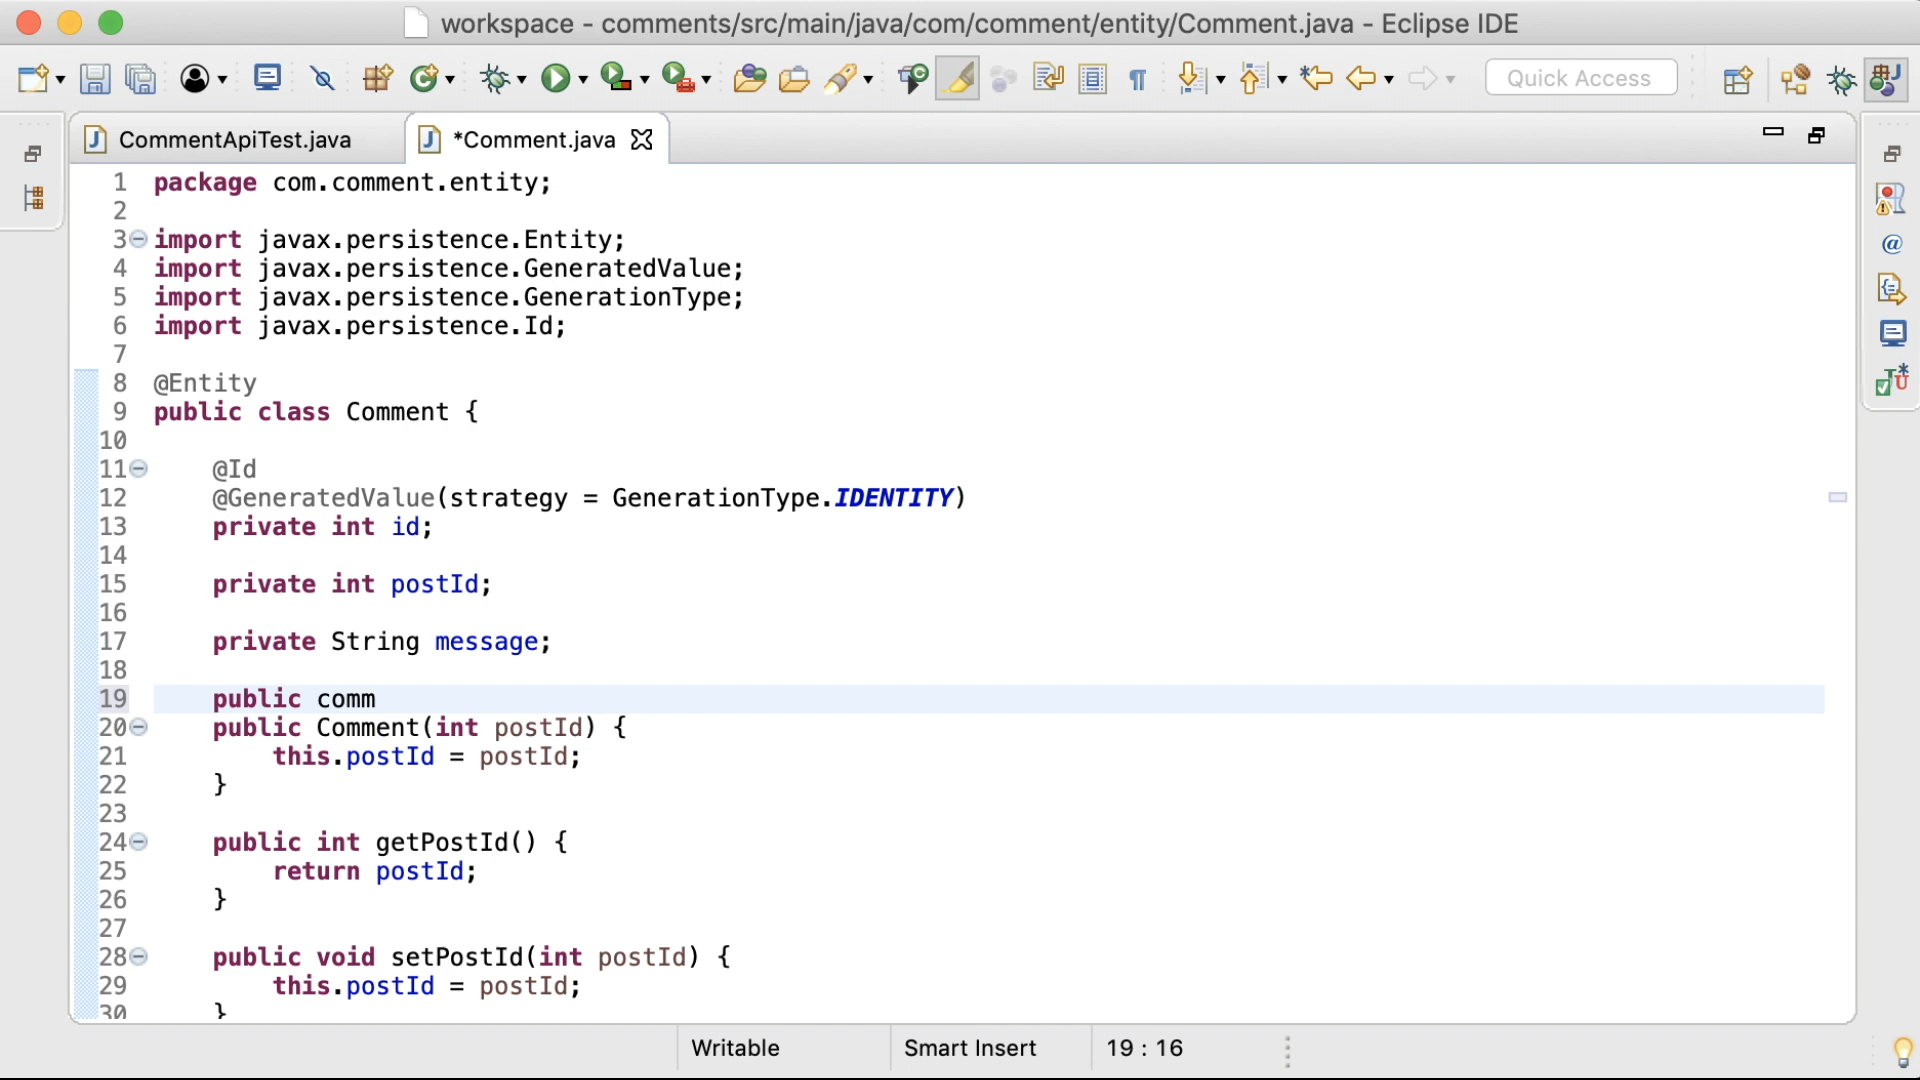 workspace - comments/src/main/java/com/comment/entity/Comment.java - Eclipse IDE
Quick Access
CommentApiTest.java
*Comment.java
1 package com.comment.entity;
2
3 import javax.persistence.Entity;
4 import javax.persistence.GeneratedValue;
5 import javax.persistence.GenerationType;
6 import javax.persistence.Id;
7
8 @Entity
9 public class Comment {
10
11 @Id
12 @GeneratedValue(strategy = GenerationType.IDENTITY)
13 private int id;
14
15 private int postId;
16
17 private String message;
18
19 public comm
20 public Comment(int postId) {
21 this.postId = postId;
22 }
23
24 public int getPostId() {
25 return postId;
26 }
27
28 public void setPostId(int postId) {
29 this.postId = postId;
30 }
Writable
Smart Insert
19 : 16